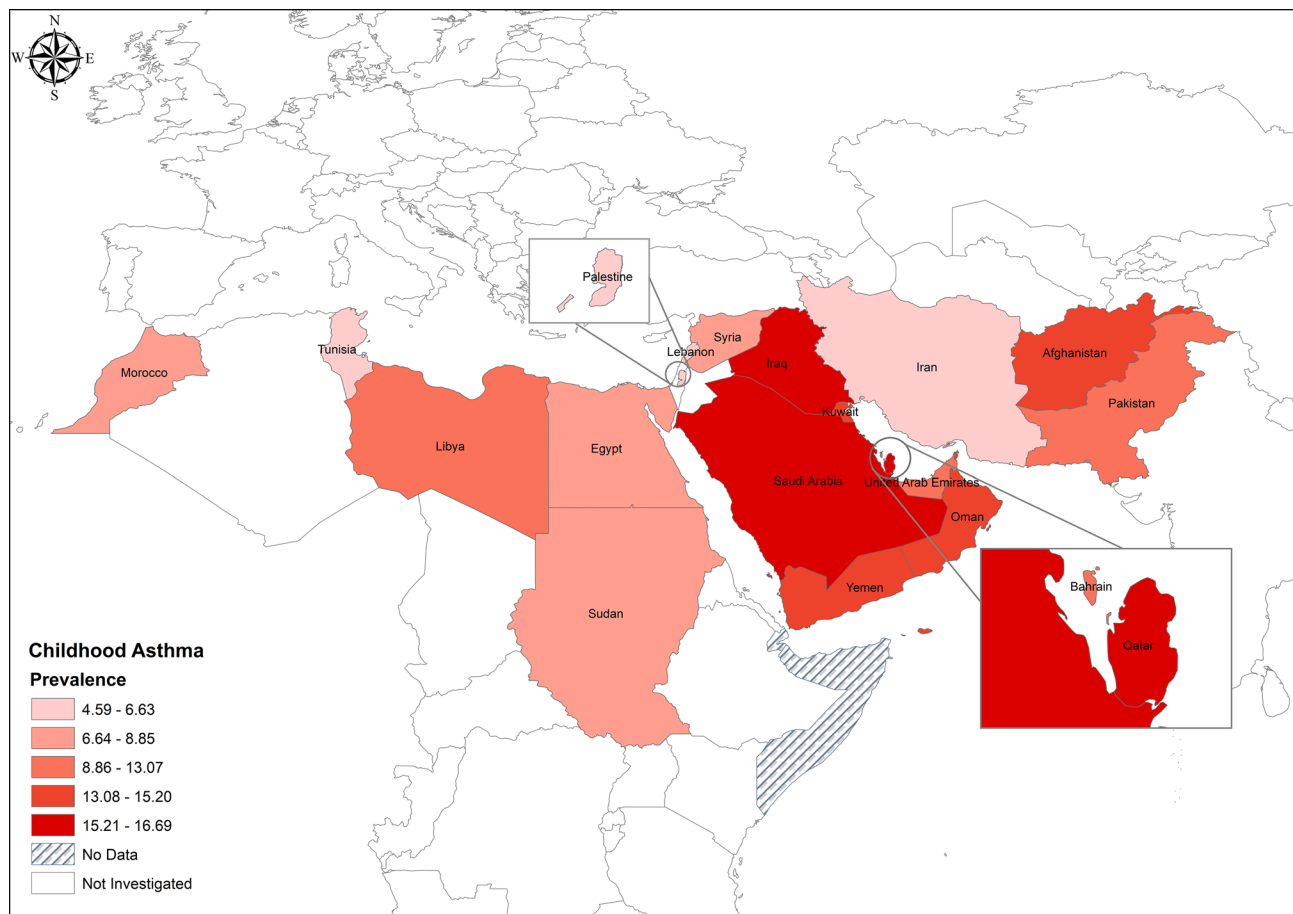 N
W E
S
Palestine
Tunisia
Morocco
Lebanon
Syria
Iraq
Iran
Afghanistan
Pakistan
Kuwait
Libya
Egypt
Saudi Arabia
United Arab Emirates
Oman
Yemen
Sudan
Bahrain
Qatar
Childhood Asthma
Prevalence
4.59 - 6.63
6.64 - 8.85
8.86 - 13.07
13.08 - 15.20
15.21 - 16.69
No Data
Not Investigated